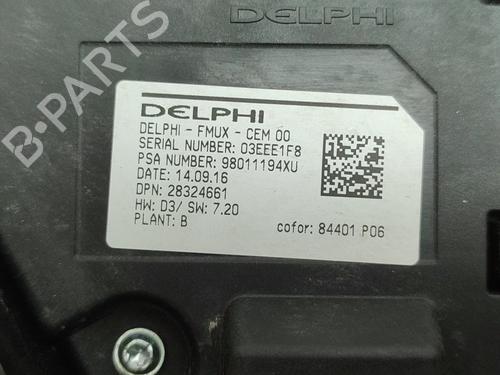 DELPHI
B-PARTS
DELPHI
DELPHI - FMUX - CEM 00
SERIAL NUMBER: 03EEE1F8
PSA NUMBER: 98011194XU
DATE: 14.09.16
DPN: 28324661
HW: D3/ SW: 7.20
PLANT: B
cofor: 84401 P06